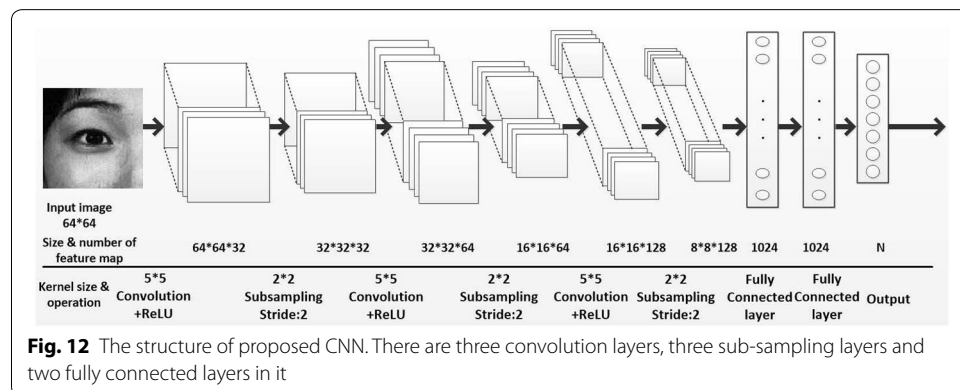 Input image
64*64
Size & number of
feature map
64*64*32 32*32*32 32*32*64 16*16*64 16*16*128 8*8*128 1024 1024 N
Kernel size &
operation
5*5
Convolution
+ReLU
2*2
Subsampling
Stride:2
5*5
Convolution
+ReLU
2*2
Subsampling
Stride:2
5*5
Convolution
+ReLU
2*2
Subsampling
Stride:2
Fully
Connected
layer
Fully
Connected
layer
Output
Fig. 12 The structure of proposed CNN. There are three convolution layers, three sub-sampling layers and
two fully connected layers in it